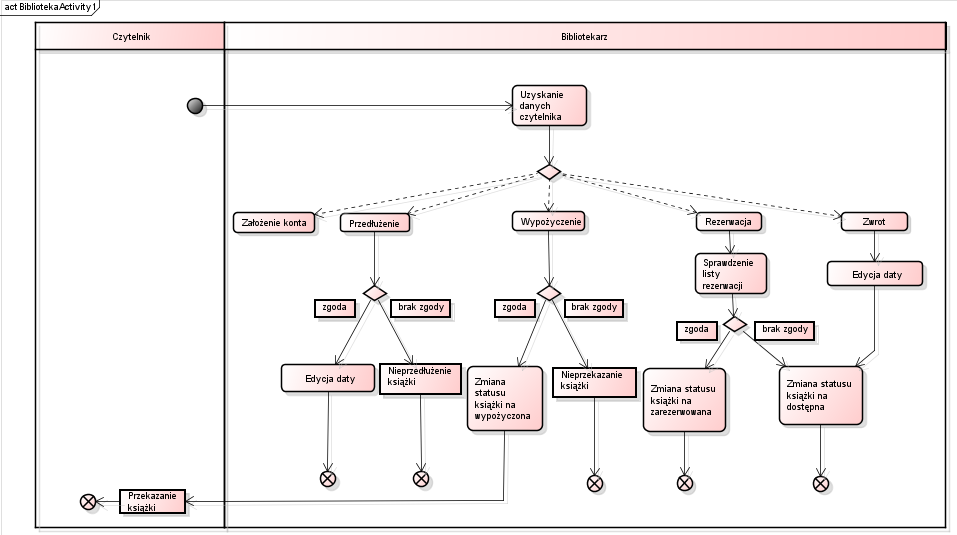 act BibliotekaActivity1
Czytelnik
Bibliotekarz
Uzyskanie
danych
czytelnika
Założenie konta
Przedłużenie
Wypożyczenie
Rezerwacja
Zwrot
Sprawdzenie
listy
rezerwacji
Edycja daty
zgoda
brak zgody
zgoda
brak zgody
zgoda
brak zgody
Edycja daty
Nieprzedłużenie
książki
Zmiana
statusu
książki na
wypożyczona
Nieprzekazanie
książki
Zmiana statusu
książki na
zarezerwowana
Zmiana statusu
książki na
dostępna
Przekazanie
książki